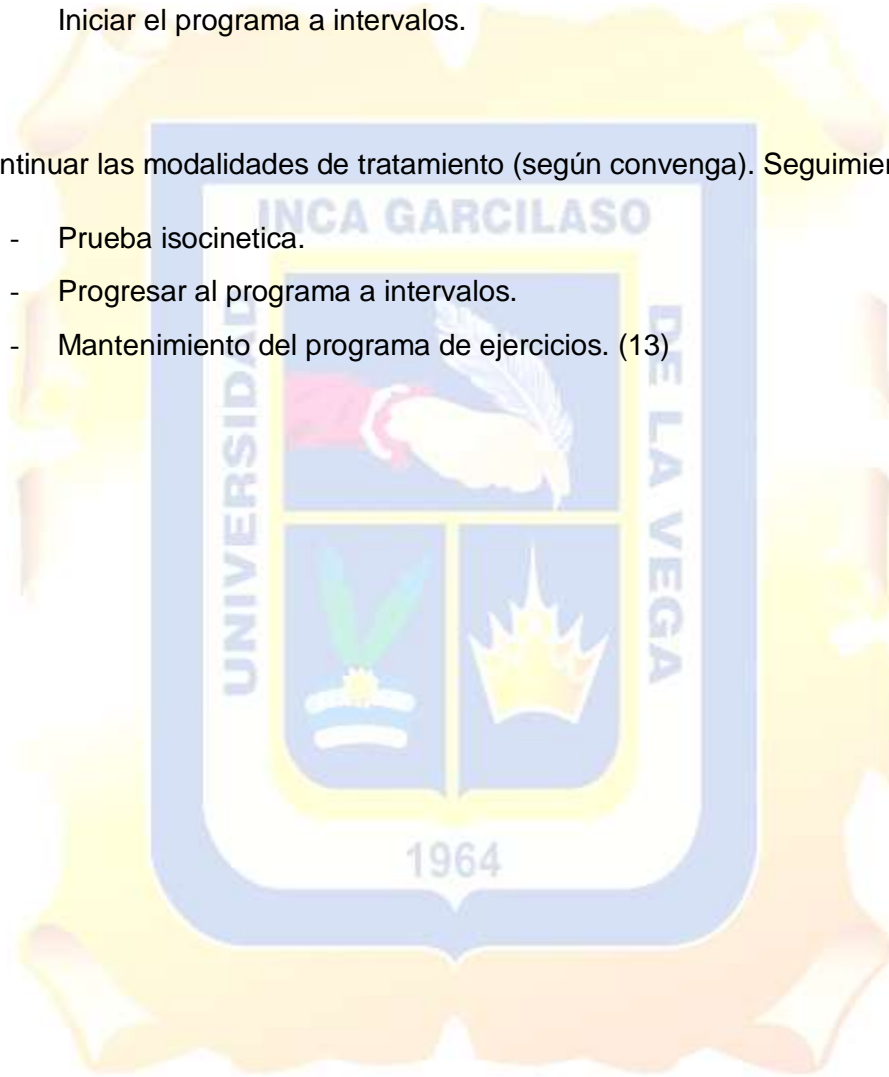 Iniciar el programa a intervalos.
ntinuar las modalidades de tratamiento (según convenga). Seguimier
- Prueba isocinetica.
- Progresar al programa a intervalos.
- Mantenimiento del programa de ejercicios. (13)
INCA GARCILASO
UNIVERSIDAD
DE LA VEGA
1964